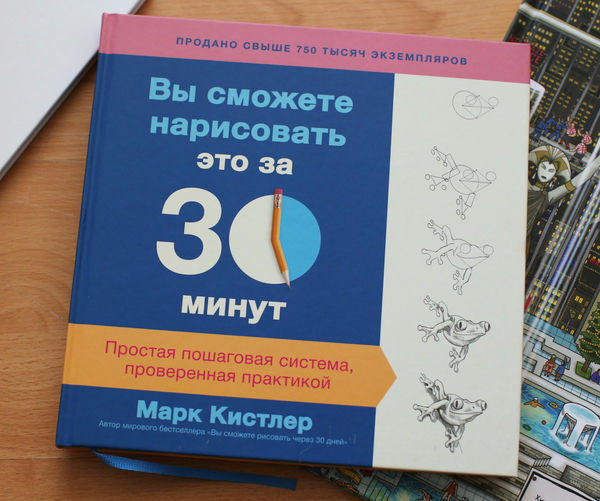 ПРОДАНО СВЫШЕ 750 ТЫСЯЧ ЭКЗЕМПЛЯРОВ
Вы сможете
нарисовать
это за
30
минут
Простая пошаговая система,
проверенная практикой
Марк Кистлер
Автор мирового бестселлера «Вы сможете рисовать через 30 дней»